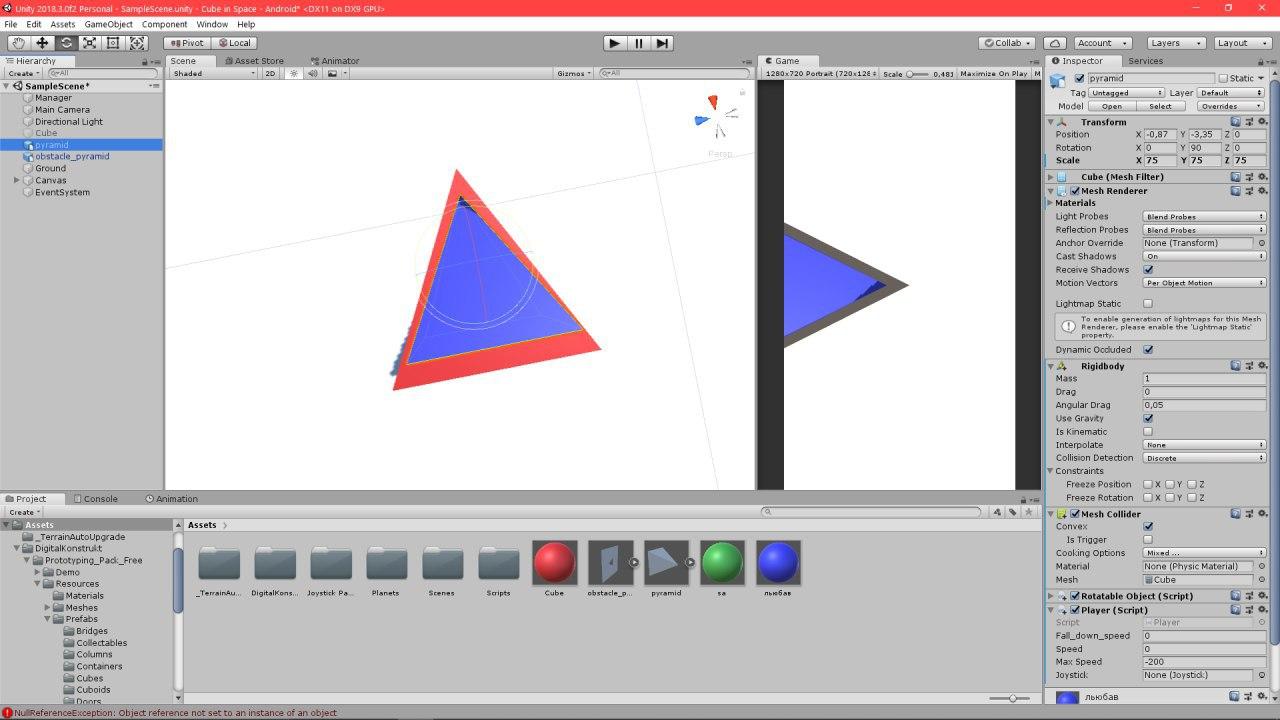 Unity 2018.3.0f2 Personal - SampleScene.unity - Cube in Space - Android* <DX11 on DX9 GPU>
File Edit Assets GameObject Component Window Help
Pivot Local Collab Account Layers Layout
Hierarchy
Create All
SampleScene*
Manager
Main Camera
Directional Light
Cube
pyramid
obstacle_pyramid
Ground
Canvas
EventSystem
Scene Asset Store Animator
Shaded 2D Gizmos All
Persp
Game
1280x720 Portrait (720x128 Scale 0,481 Maximize On Play M
Inspector Services
pyramid Static
Tag Untagged Layer Default
Model Open Select Overrides
Transform
Position X -0,87 Y -3,35 Z 0
Rotation X 0 Y 90 Z 0
Scale X 75 Y 75 Z 75
Cube (Mesh Filter)
Mesh Renderer
Materials
Light Probes Blend Probes
Reflection Probes Blend Probes
Anchor Override None (Transform)
Cast Shadows On
Receive Shadows
Motion Vectors Per Object Motion
Lightmap Static
To enable generation of lightmaps for this Mesh
Renderer, please enable the 'Lightmap Static'
property.
Dynamic Occluded
Rigidbody
Mass 1
Drag 0
Angular Drag 0,05
Use Gravity
Is Kinematic
Interpolate None
Collision Detection Discrete
Constraints
Freeze Position X Y Z
Freeze Rotation X Y Z
Mesh Collider
Convex
Is Trigger
Cooking Options Mixed ...
Material None (Physic Material)
Mesh Cube
Rotatable Object (Script)
Player (Script)
Script Player
Fall_down_speed 0
Speed 0
Max Speed -200
Joystick None (Joystick)
льюбав
Project Console Animation
Create
Assets
_TerrainAutoUpgrade
DigitalKonstrukt
Prototyping_Pack_Free
Demo
Resources
Materials
Meshes
Prefabs
Bridges
Collectables
Columns
Containers
Cubes
Cuboids
Doors
Assets
_TerrainAu... DigitalKons... Joystick Pa... Planets Scenes Scripts Cube obstacle_p... pyramid sa льюбав
NullReferenceException: Object reference not set to an instance of an object